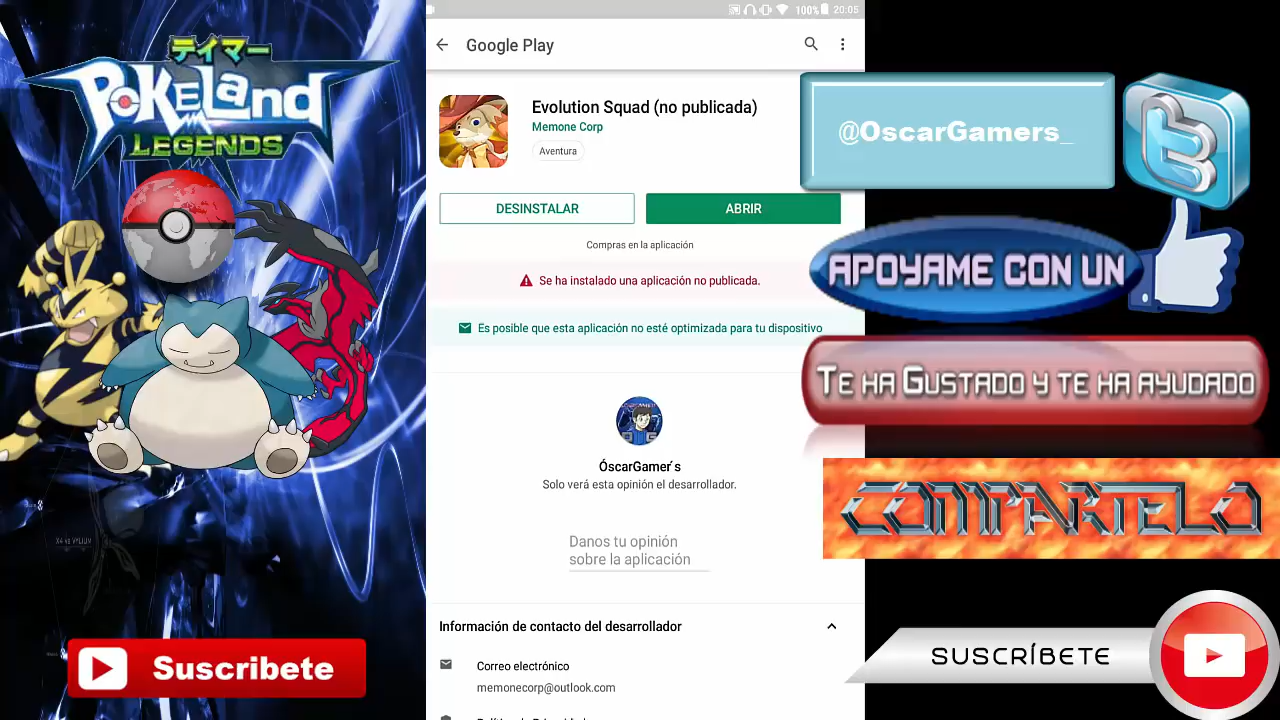 テイマー
POKELAND
LEGENDS
X4 42 VYLIUM
Suscribete
100% 20:05
Google Play
Evolution Squad (no publicada)
Memone Corp
Aventura
DESINSTALAR
ABRIR
Compras en la aplicación
Se ha instalado una aplicación no publicada.
Es posible que esta aplicación no esté optimizada para tu dispositivo
ÓscarGamer´s
Solo verá esta opinión el desarrollador.
Danos tu opinión
sobre la aplicación
Información de contacto del desarrollador
Correo electrónico
memonecorp@outlook.com
@OscarGamers_
APOYAME CON UN
TE HA GUSTADO Y TE HA AYUDADO
COMPARTELO
SUSCRÍBETE